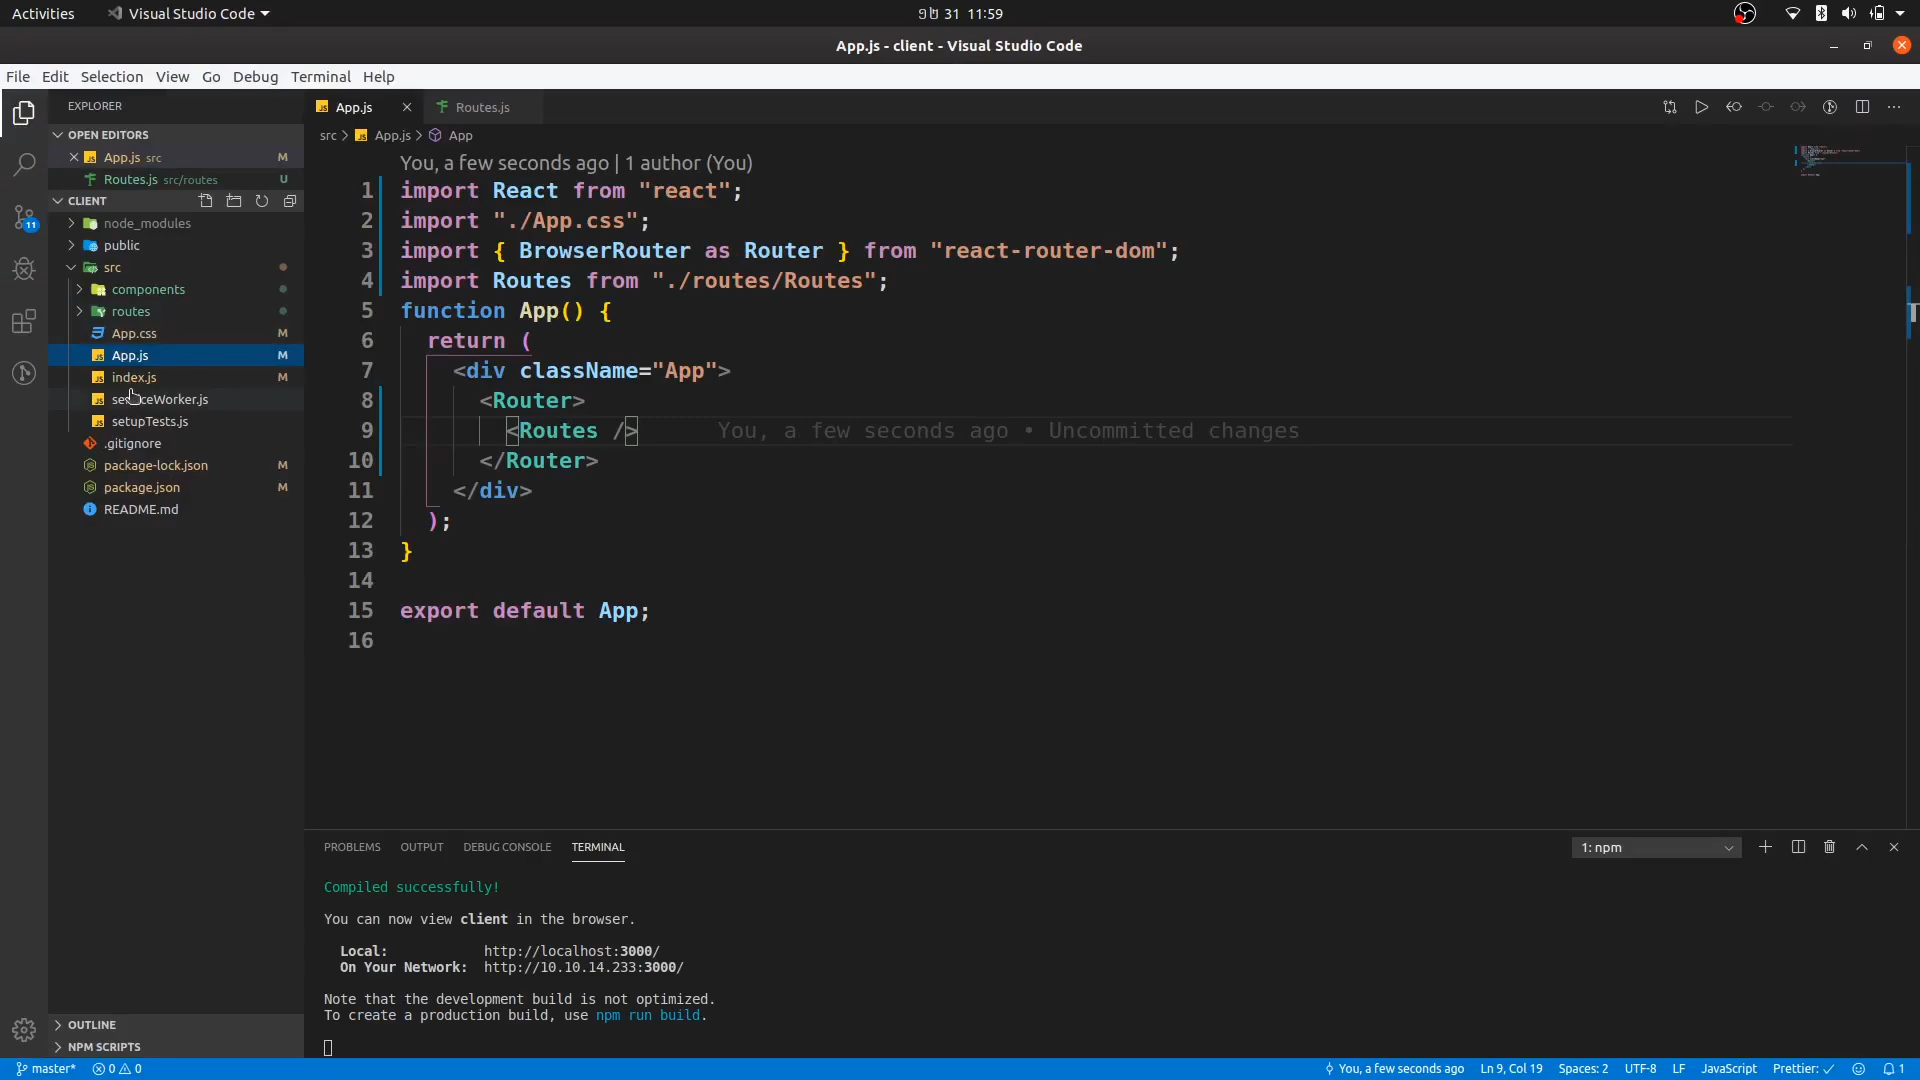 Activities Visual Studio Code ໑໒ 31 11:59
App.js - client - Visual Studio Code
File Edit Selection View Go Debug Terminal Help
EXPLORER
OPEN EDITORS
App.js src M
Routes.js src/routes U
CLIENT
node_modules
public
src
components
routes
App.css M
App.js M
index.js M
serviceWorker.js
setupTests.js
.gitignore
package-lock.json M
package.json M
README.md
OUTLINE
NPM SCRIPTS
11
App.js Routes.js
src > App.js > App
You, a few seconds ago | 1 author (You)
1 import React from "react";
2 import "./App.css";
3 import { BrowserRouter as Router } from "react-router-dom";
4 import Routes from "./routes/Routes";
5 function App() {
6 return (
7 <div className="App">
8 <Router>
9 <Routes /> You, a few seconds ago • Uncommitted changes
10 </Router>
11 </div>
12 );
13 }
14
15 export default App;
16
PROBLEMS OUTPUT DEBUG CONSOLE TERMINAL 1: npm
Compiled successfully!
You can now view client in the browser.
Local: http://localhost:3000/
On Your Network: http://10.10.14.233:3000/
Note that the development build is not optimized.
To create a production build, use npm run build.
master* 0 0 You, a few seconds ago Ln 9, Col 19 Spaces: 2 UTF-8 LF JavaScript Prettier: ✓ 1